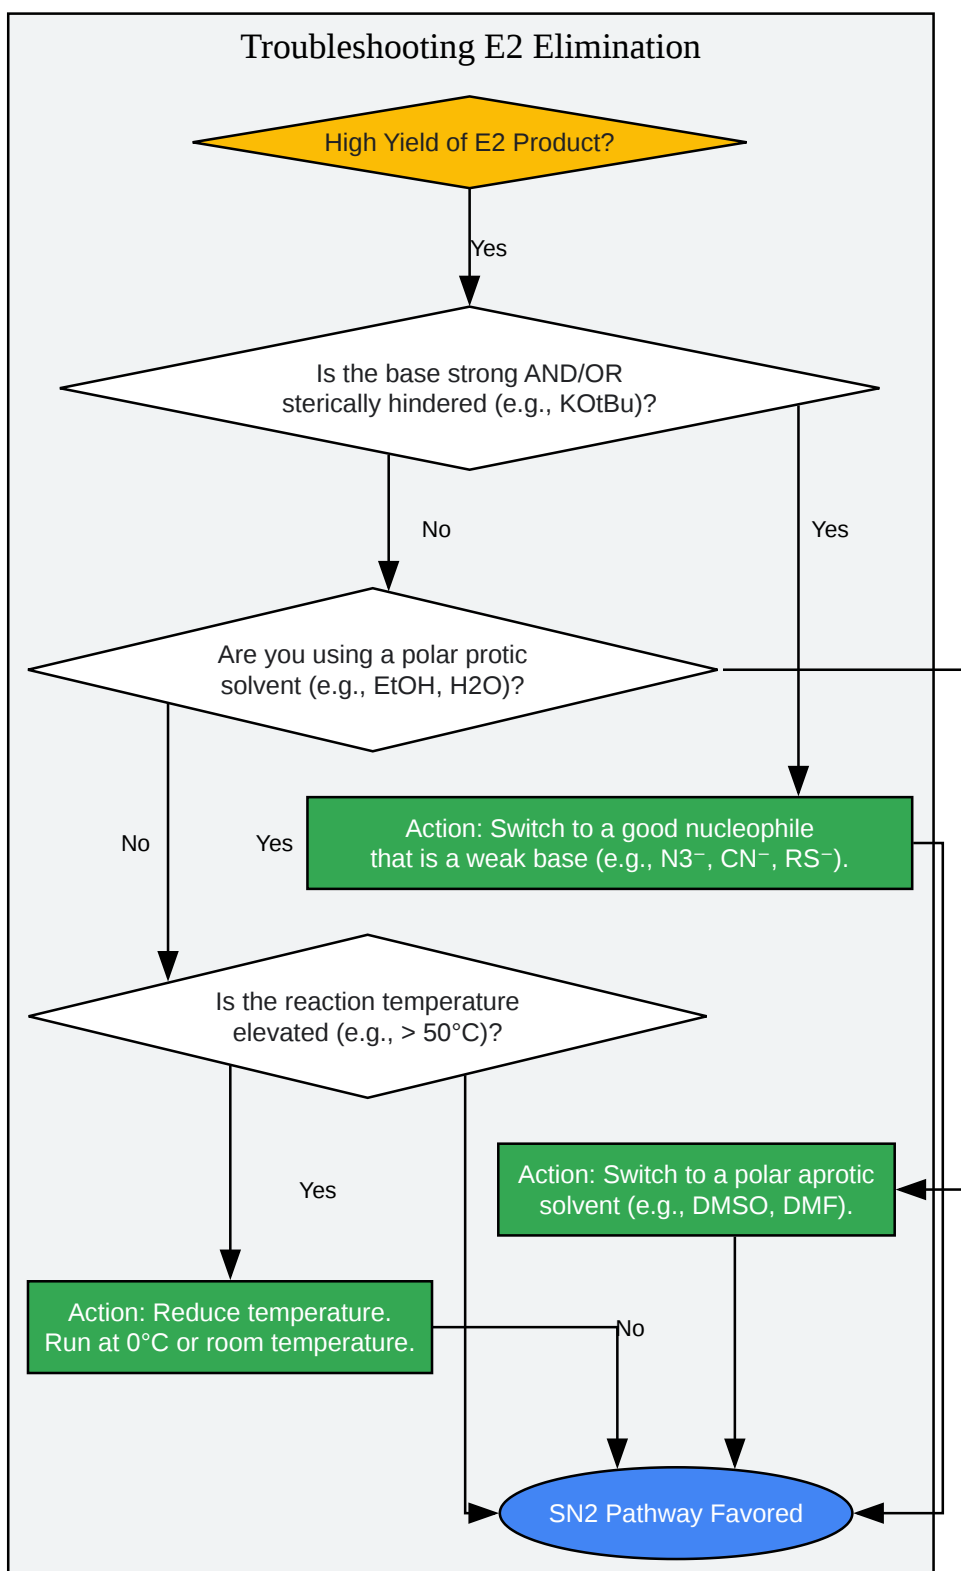 Troubleshooting E2 Elimination
High Yield of E2 Product?
Yes
Is the base strong AND/OR
sterically hindered (e.g., KOtBu)?
No
Yes
Are you using a polar protic
solvent (e.g., EtOH, H2O)?
No
Yes
Action: Switch to a good nucleophile
that is a weak base (e.g., N3⁻, CN⁻, RS⁻).
Is the reaction temperature
elevated (e.g., > 50°C)?
Yes
Action: Switch to a polar aprotic
solvent (e.g., DMSO, DMF).
Action: Reduce temperature.
Run at 0°C or room temperature.
No
SN2 Pathway Favored